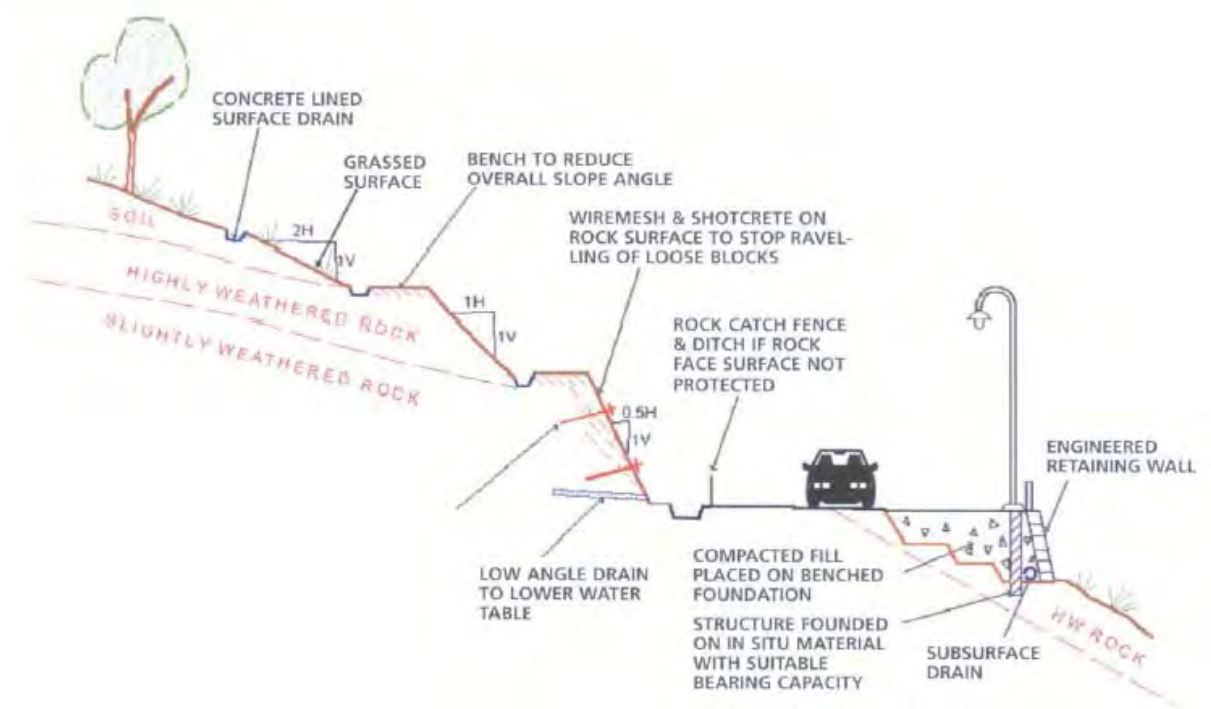 CONCRETE LINED
SURFACE DRAIN
GRASSED
SURFACE
BENCH TO REDUCE
OVERALL SLOPE ANGLE
WIREMESH & SHOTCRETE ON
ROCK SURFACE TO STOP RAVEL-
LING OF LOOSE BLOCKS
SOIL
2H
1V
HIGHLY WEATHERED ROCK
SLIGHTLY WEATHERED ROCK
1H
1V
ROCK CATCH FENCE
& DITCH IF ROCK
FACE SURFACE NOT
PROTECTED
0.5H
1V
ENGINEERED
RETAINING WALL
LOW ANGLE DRAIN
TO LOWER WATER
TABLE
COMPACTED FILL
PLACED ON BENCHED
FOUNDATION
STRUCTURE FOUNDED
ON IN SITU MATERIAL
WITH SUITABLE
BEARING CAPACITY
SUBSURFACE
DRAIN
HW ROCK